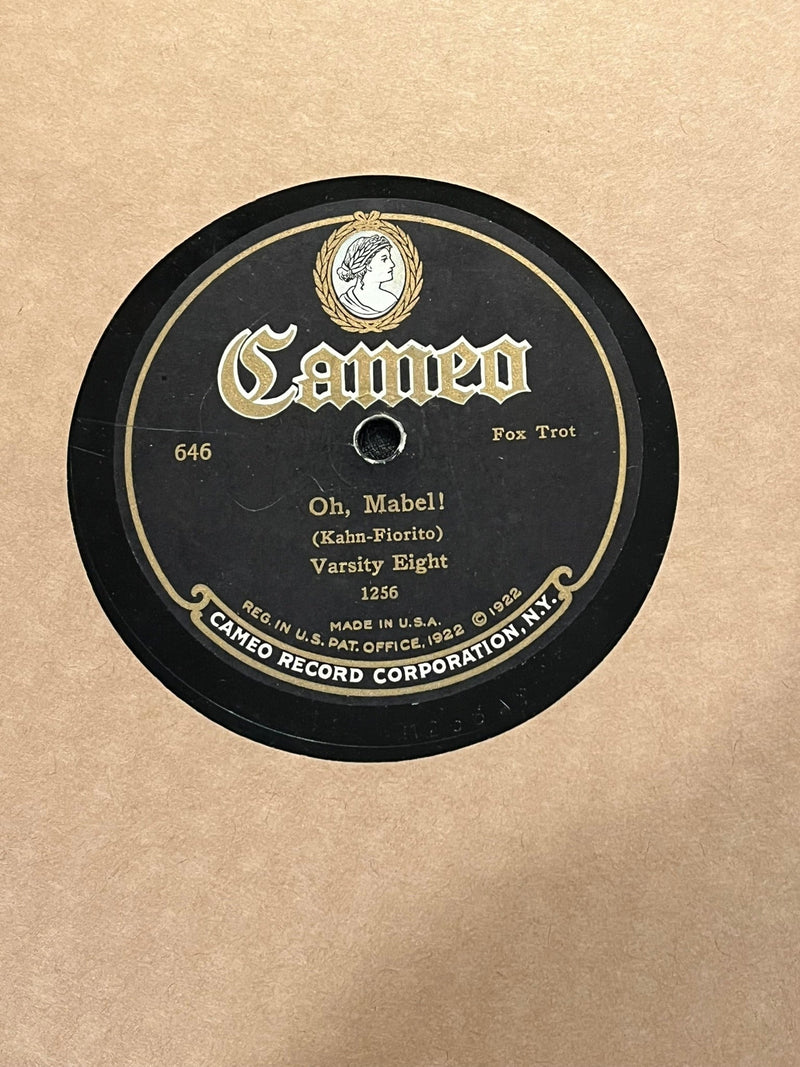 Cameo
646
Fox Trot
Oh, Mabel!
(Kahn-Fiorito)
Varsity Eight
1256
MADE IN U.S.A.
REG. IN U.S. PAT. OFFICE, 1922 © 1922
CAMEO RECORD CORPORATION, N.Y.